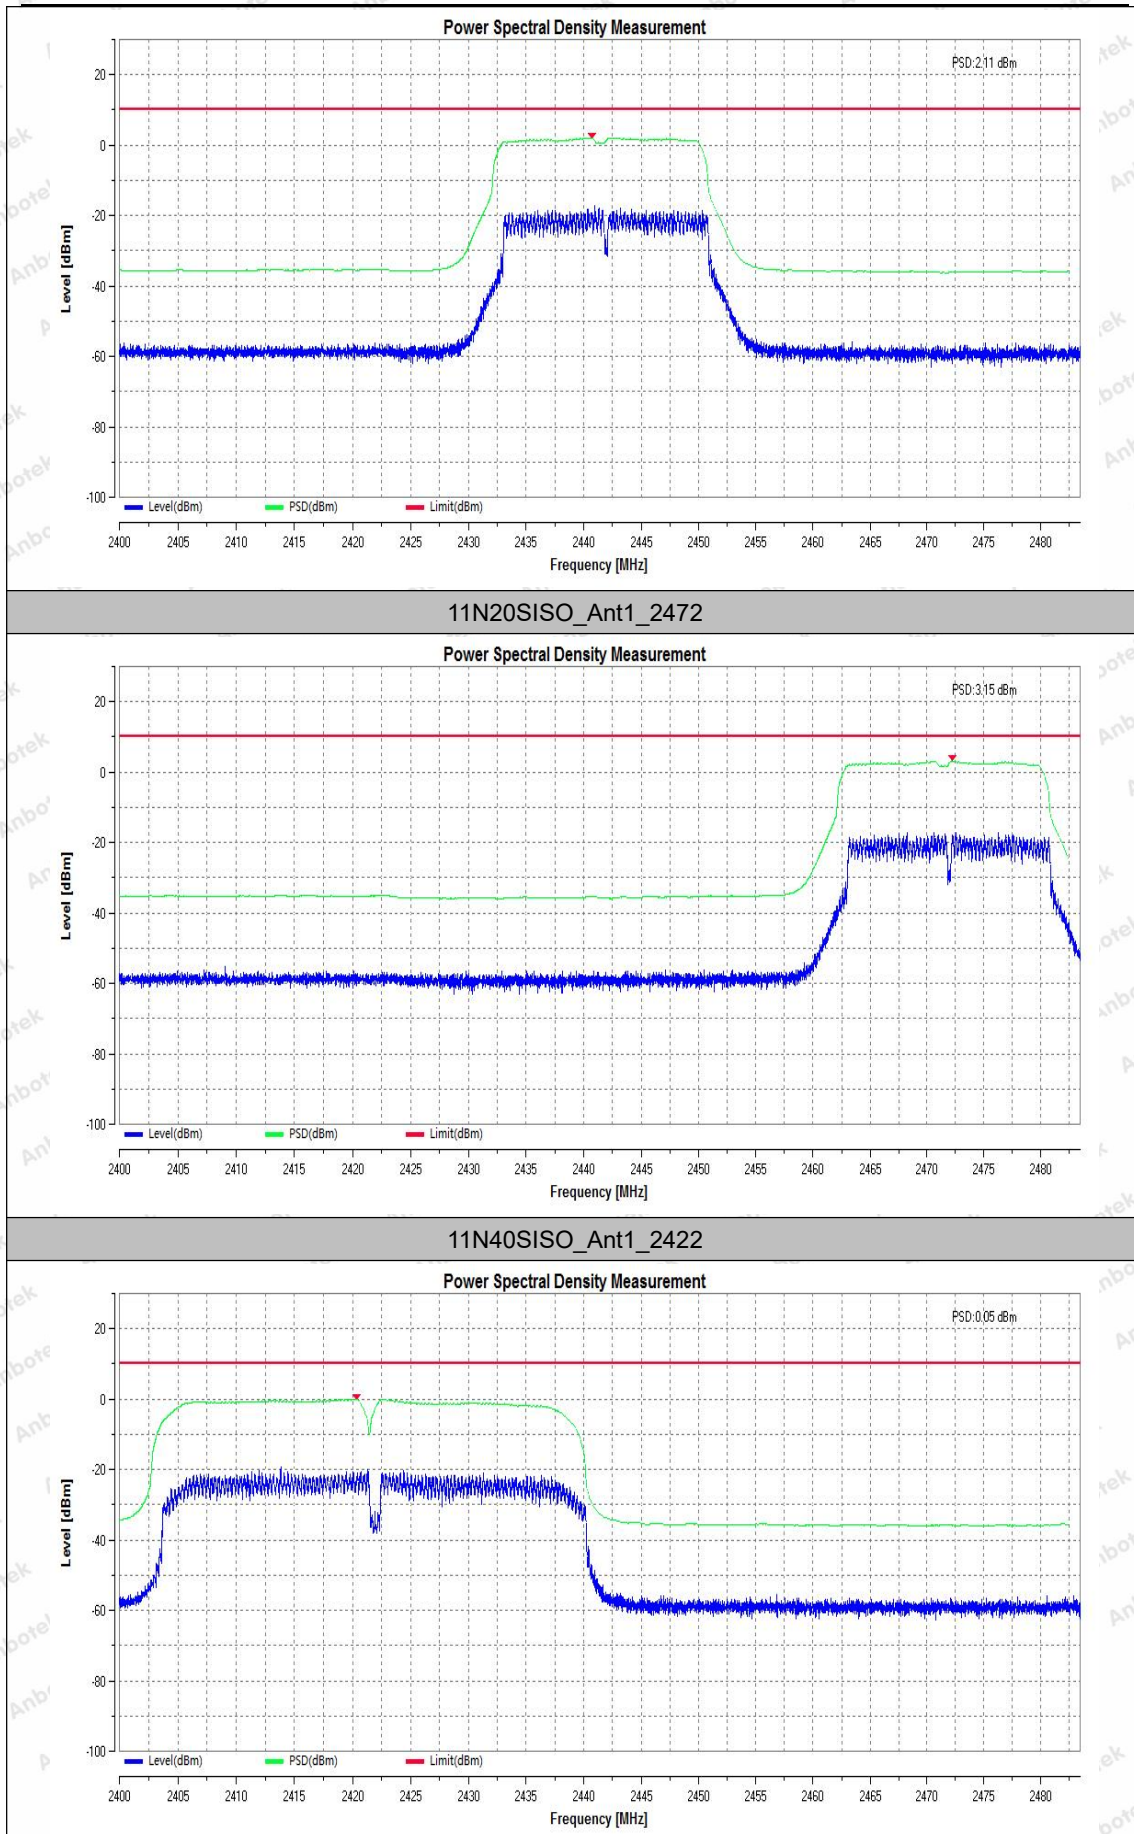 Power Spectral Density Measurement
PSD:2.11 dBm
20
0
-20
-40
-60
-80
-100
Level [dBm]
Level(dBm) PSD(dBm) Limit(dBm)
2400 2405 2410 2415 2420 2425 2430 2435 2440 2445 2450 2455 2460 2465 2470 2475 2480
Frequency [MHz]
11N20SISO_Ant1_2472
Power Spectral Density Measurement
PSD:3.15 dBm
20
0
-20
-40
-60
-80
-100
Level [dBm]
Level(dBm) PSD(dBm) Limit(dBm)
2400 2405 2410 2415 2420 2425 2430 2435 2440 2445 2450 2455 2460 2465 2470 2475 2480
Frequency [MHz]
11N40SISO_Ant1_2422
Power Spectral Density Measurement
PSD:0.05 dBm
20
0
-20
-40
-60
-80
-100
Level [dBm]
Level(dBm) PSD(dBm) Limit(dBm)
2400 2405 2410 2415 2420 2425 2430 2435 2440 2445 2450 2455 2460 2465 2470 2475 2480
Frequency [MHz]